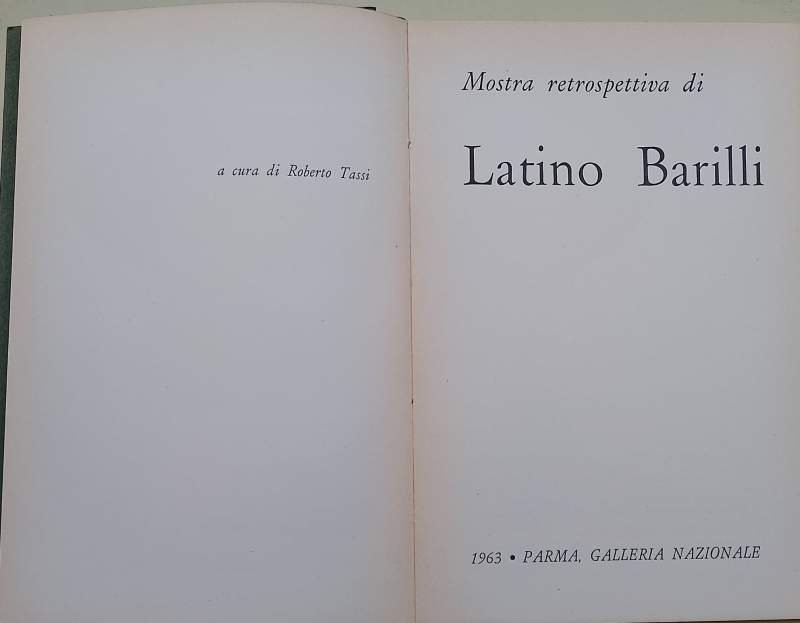 a cura di Roberto Tassi
Mostra retrospettiva di
Latino Barilli
1963 • PARMA, GALLERIA NAZIONALE